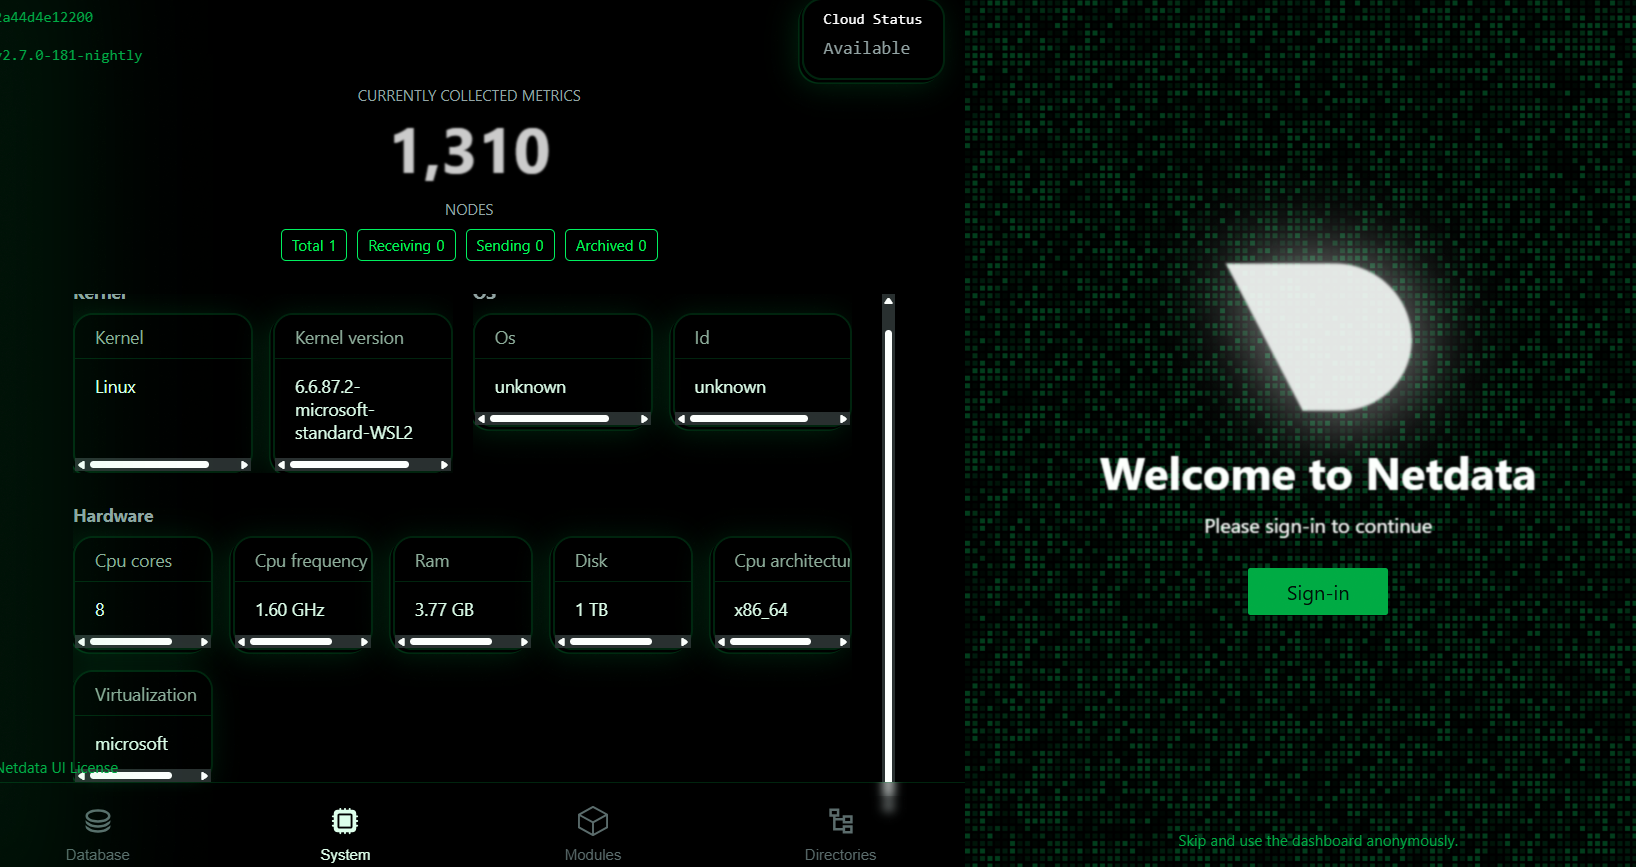 2a44d4e12200
v2.7.0-181-nightly
Cloud Status
Available
CURRENTLY COLLECTED METRICS
1,310
NODES
Total 1
Receiving 0
Sending 0
Archived 0
Kernel
OS
Kernel
Linux
Kernel version
6.6.87.2-
microsoft-
standard-WSL2
Os
unknown
Id
unknown
Hardware
Cpu cores
8
Cpu frequency
1.60 GHz
Ram
3.77 GB
Disk
1 TB
Cpu architectur
x86_64
Virtualization
microsoft
Netdata UI License
Database
System
Modules
Directories
Welcome to Netdata
Please sign-in to continue
Sign-in
Skip and use the dashboard anonymously.